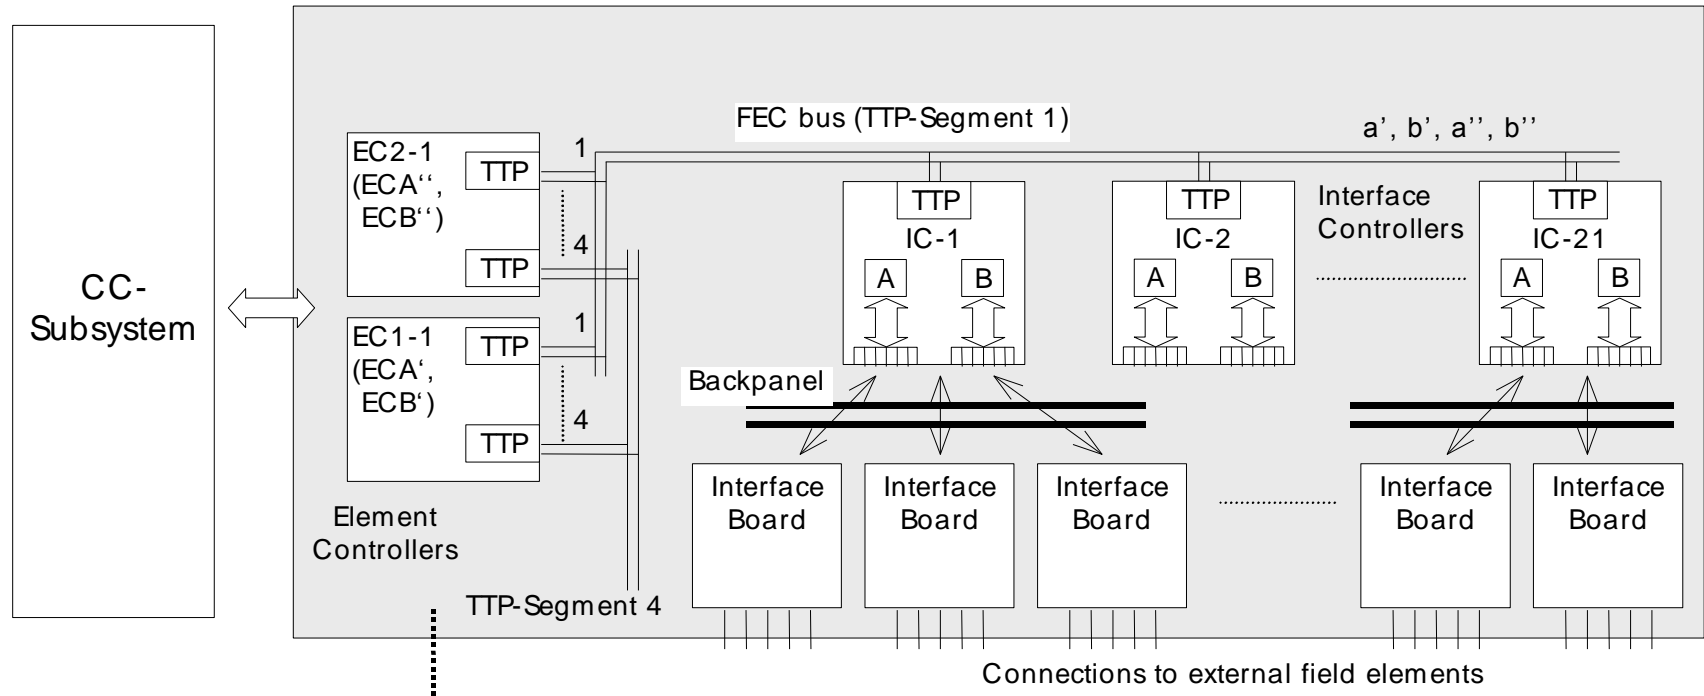 CC-
Subsystem
EC2-1
(ECA‘‘,
ECB‘‘)
TTP
1
4
TTP
EC1-1
(ECA‘,
ECB‘)
TTP
1
4
TTP
Element
Controllers
TTP-Segment 4
FEC bus (TTP-Segment 1)
a’, b’, a’’, b’’
TTP
IC-1
A
B
TTP
IC-2
A
B
Interface
Controllers
TTP
IC-21
A
B
Backpanel
Interface
Board
Interface
Board
Interface
Board
Interface
Board
Interface
Board
Connections to external field elements